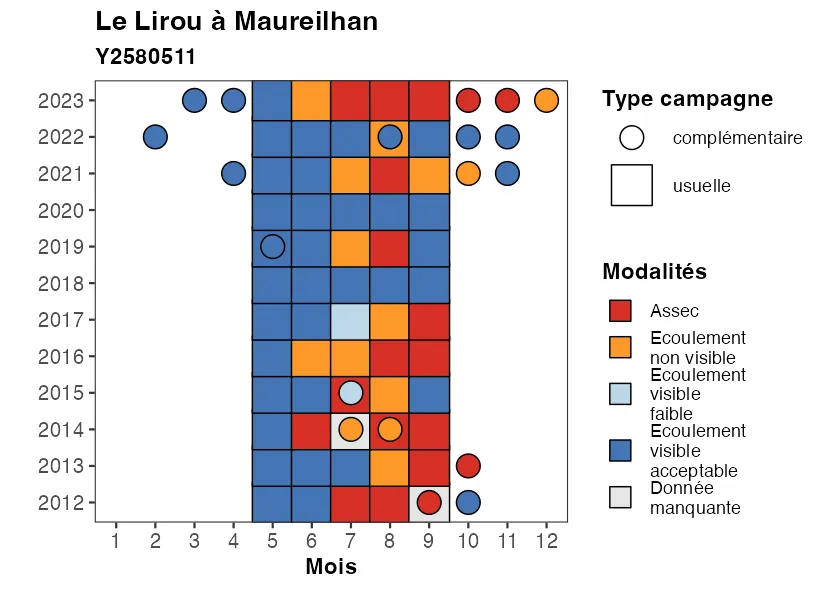 Le Lirou à Maureilhan
Y2580511
2023
2022
2021
2020
2019
2018
2017
2016
2015
2014
2013
2012
1 2 3 4 5 6 7 8 9 10 11 12
Mois
Type campagne
complémentaire
usuelle
Modalités
Assec
Ecoulement
non visible
Ecoulement
visible
faible
Ecoulement
visible
acceptable
Donnée
manquante